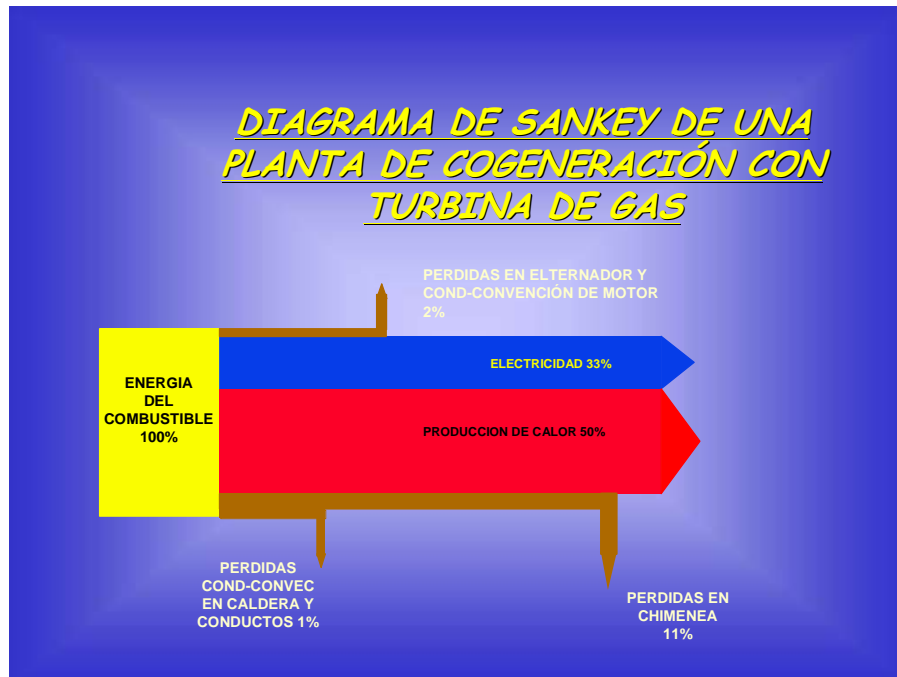 DIAGRAMA DE SANKEY DE UNA
PLANTA DE COGENERACIÓN CON
TURBINA DE GAS
PERDIDAS EN ELTERNADOR Y
COND-CONVENCIÓN DE MOTOR
2%
ELECTRICIDAD 33%
ENERGIA
DEL
COMBUSTIBLE
100%
PRODUCCION DE CALOR 50%
PERDIDAS
COND-CONVEC
EN CALDERA Y
CONDUCTOS 1%
PERDIDAS EN
CHIMENEA
11%